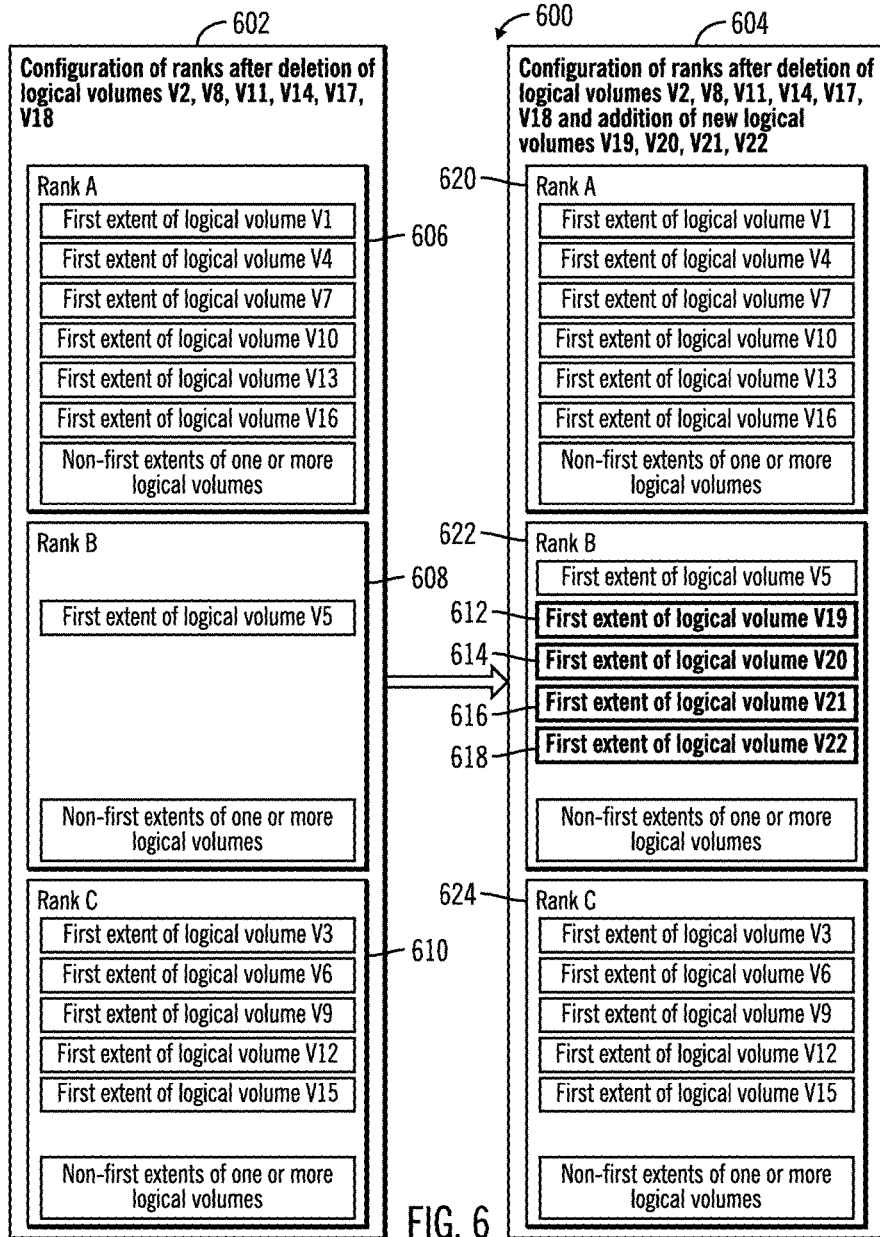 600
602
Configuration of ranks after deletion of
logical volumes V2, V8, V11, V14, V17,
V18
Rank A
First extent of logical volume V1
606
First extent of logical volume V4
First extent of logical volume V7
First extent of logical volume V10
First extent of logical volume V13
First extent of logical volume V16
Non-first extents of one or more
logical volumes
Rank B
608
First extent of logical volume V5
Non-first extents of one or more
logical volumes
Rank C
First extent of logical volume V3
610
First extent of logical volume V6
First extent of logical volume V9
First extent of logical volume V12
First extent of logical volume V15
Non-first extents of one or more
logical volumes
604
Configuration of ranks after deletion of
logical volumes V2, V8, V11, V14, V17,
V18 and addition of new logical
volumes V19, V20, V21, V22
620
Rank A
First extent of logical volume V1
First extent of logical volume V4
First extent of logical volume V7
First extent of logical volume V10
First extent of logical volume V13
First extent of logical volume V16
Non-first extents of one or more
logical volumes
622
Rank B
First extent of logical volume V5
612
First extent of logical volume V19
614
First extent of logical volume V20
616
First extent of logical volume V21
618
First extent of logical volume V22
Non-first extents of one or more
logical volumes
624
Rank C
First extent of logical volume V3
First extent of logical volume V6
First extent of logical volume V9
First extent of logical volume V12
First extent of logical volume V15
Non-first extents of one or more
logical volumes
FIG. 6